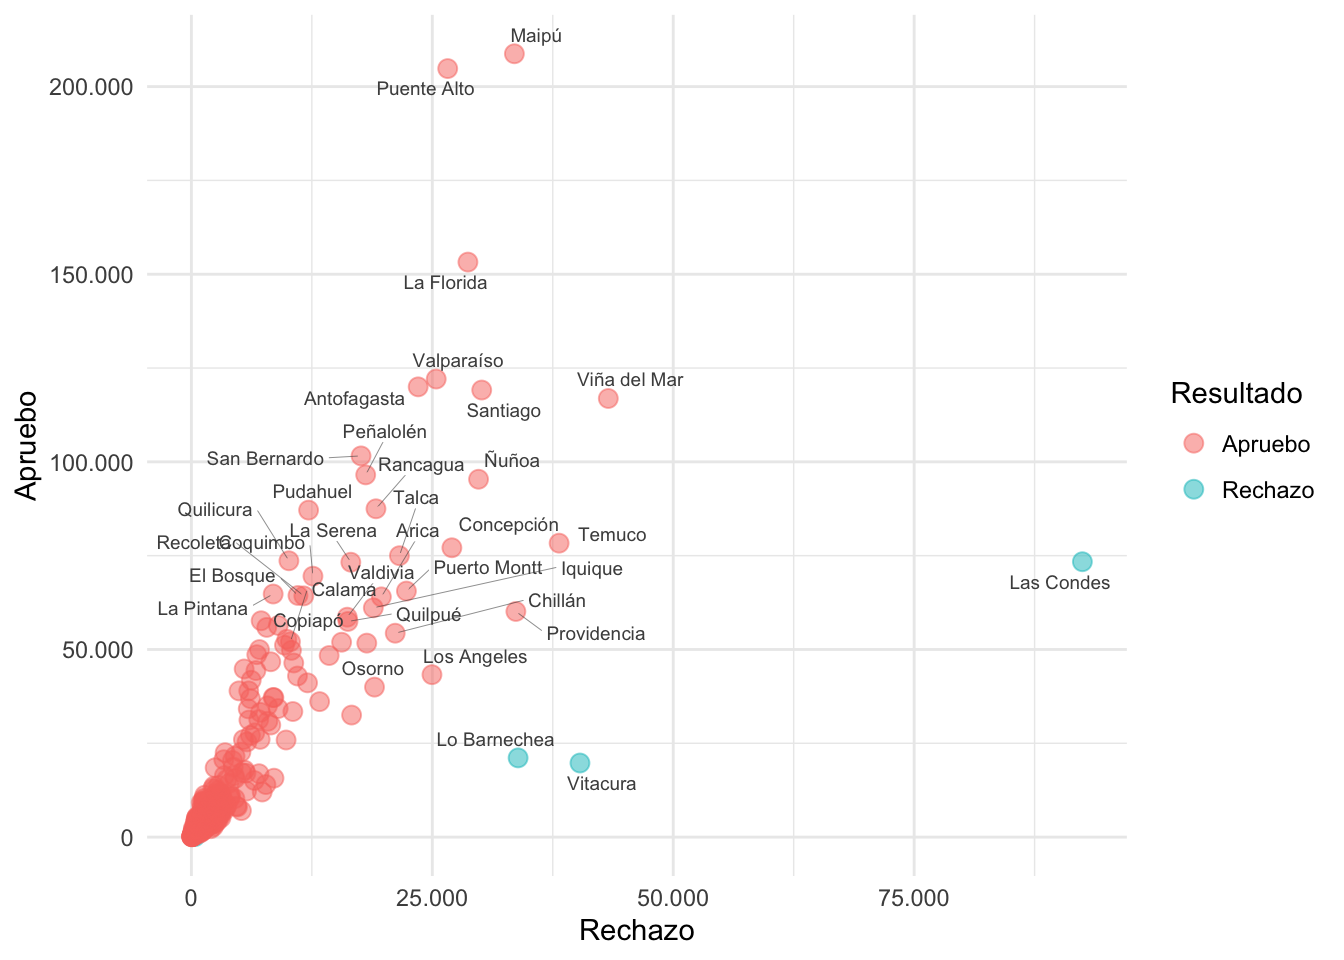 Maipú
200.000
Puente Alto
150.000
La Florida
Valparaíso
Viña del Mar
Antofagasta
Santiago
Peñalolén
San Bernardo
Rancagua
Ñuñoa
100.000
Pudahuel
Talca
Quilicura
La Serena
Arica
Concepción
Temuco
Recoleta
Coquimbo
El Bosque
Calama
Valdivia
Puerto Montt
Iquique
Las Condes
La Pintana
Copiapó
Quilpué
Chillán
Providencia
50.000
Osorno
Los Angeles
Lo Barnechea
Vitacura
0
0
25.000
50.000
75.000
Rechazo
Apruebo
Resultado
Apruebo
Rechazo